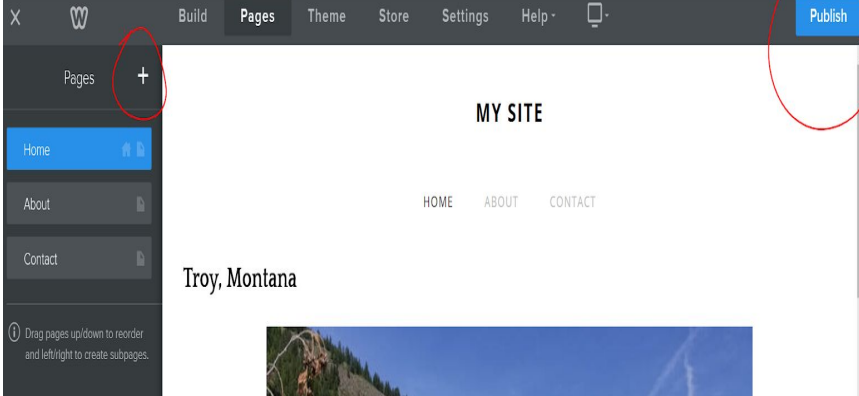 X W Build Pages Theme Store Settings Help Publish
Pages +
MY SITE
Home
HOME ABOUT CONTACT
About
Contact
Troy, Montana
Drag pages up/down to reorder
and left/right to create subpages.